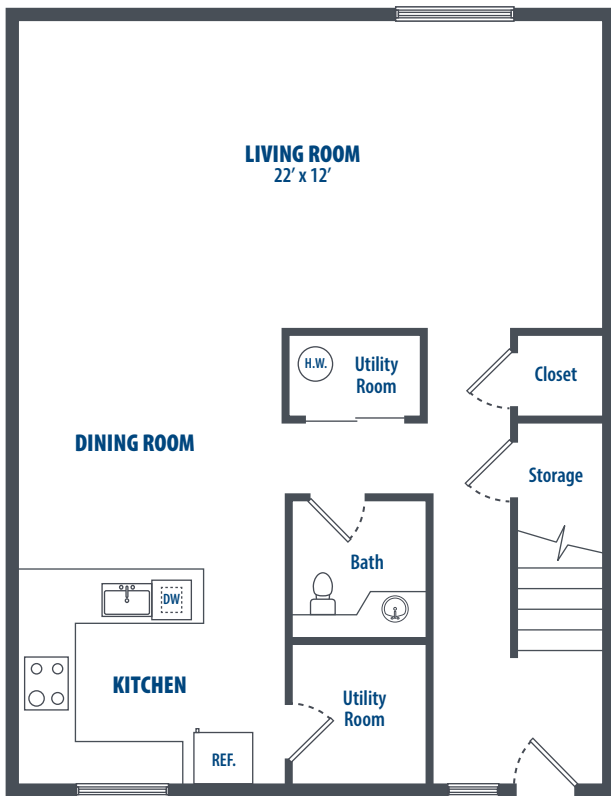 LIVING ROOM
22’ x 12’
H.W.
Utility
Room
Closet
DINING ROOM
Storage
Bath
DW
KITCHEN
Utility
Room
REF.